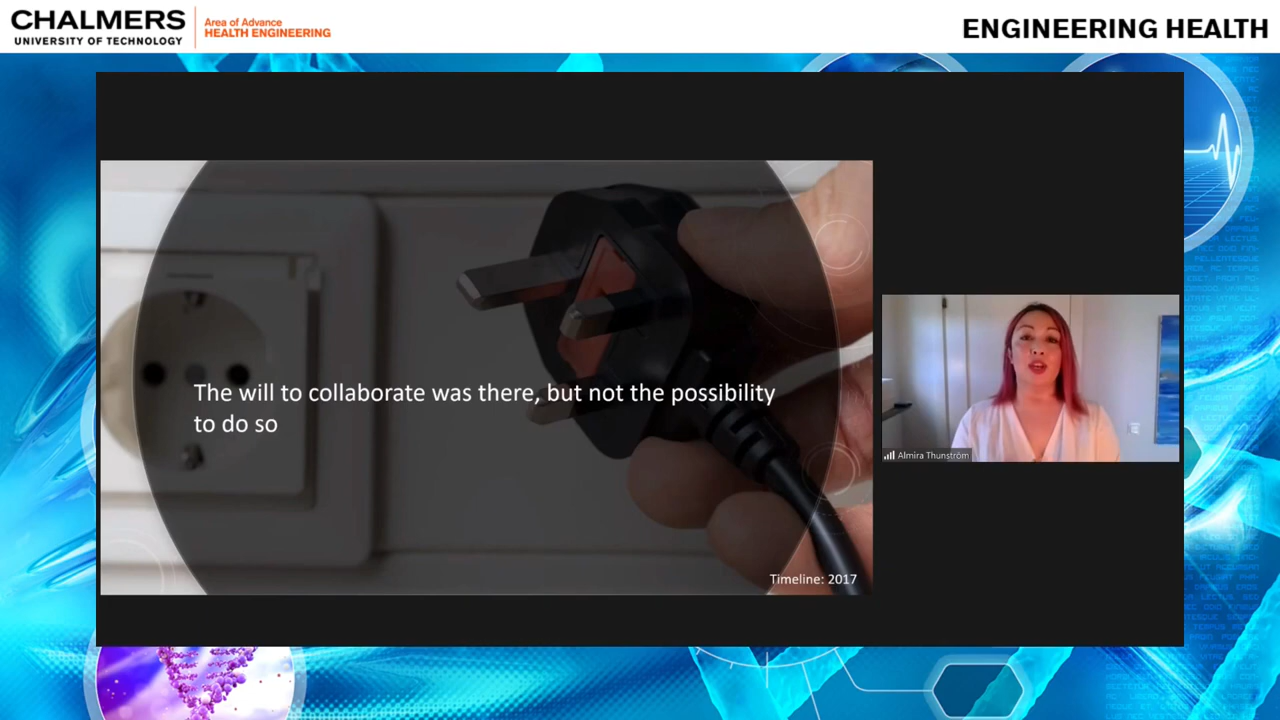 CHALMERS
UNIVERSITY OF TECHNOLOGY
Area of Advance
HEALTH ENGINEERING
ENGINEERING HEALTH
The will to collaborate was there, but not the possibility
to do so
Timeline: 2017
Almira Thunström